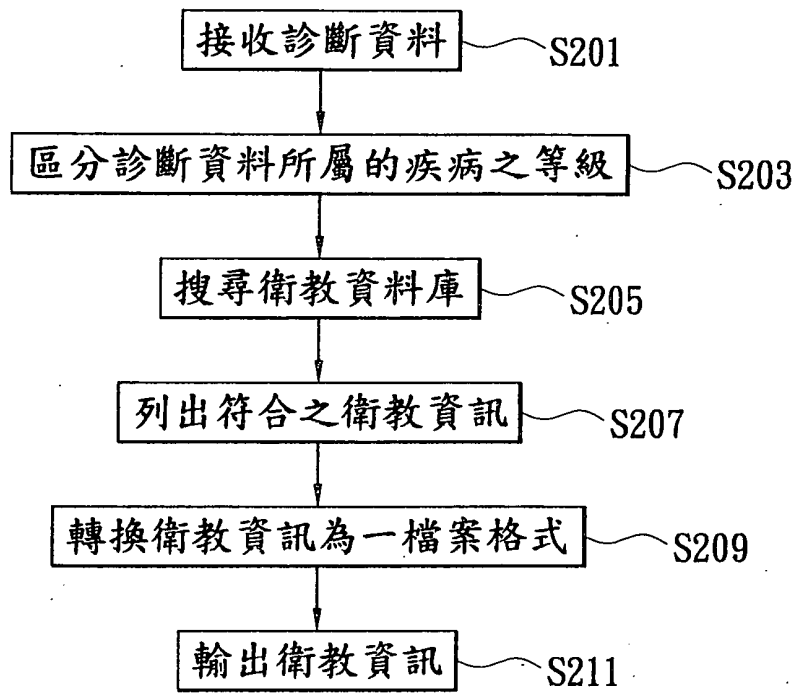 接收診斷資料 S201
區分診斷資料所屬的疾病之等級 S203
搜尋衛教資料庫 S205
列出符合之衛教資訊 S207
轉換衛教資訊為一檔案格式 S209
輸出衛教資訊 S211